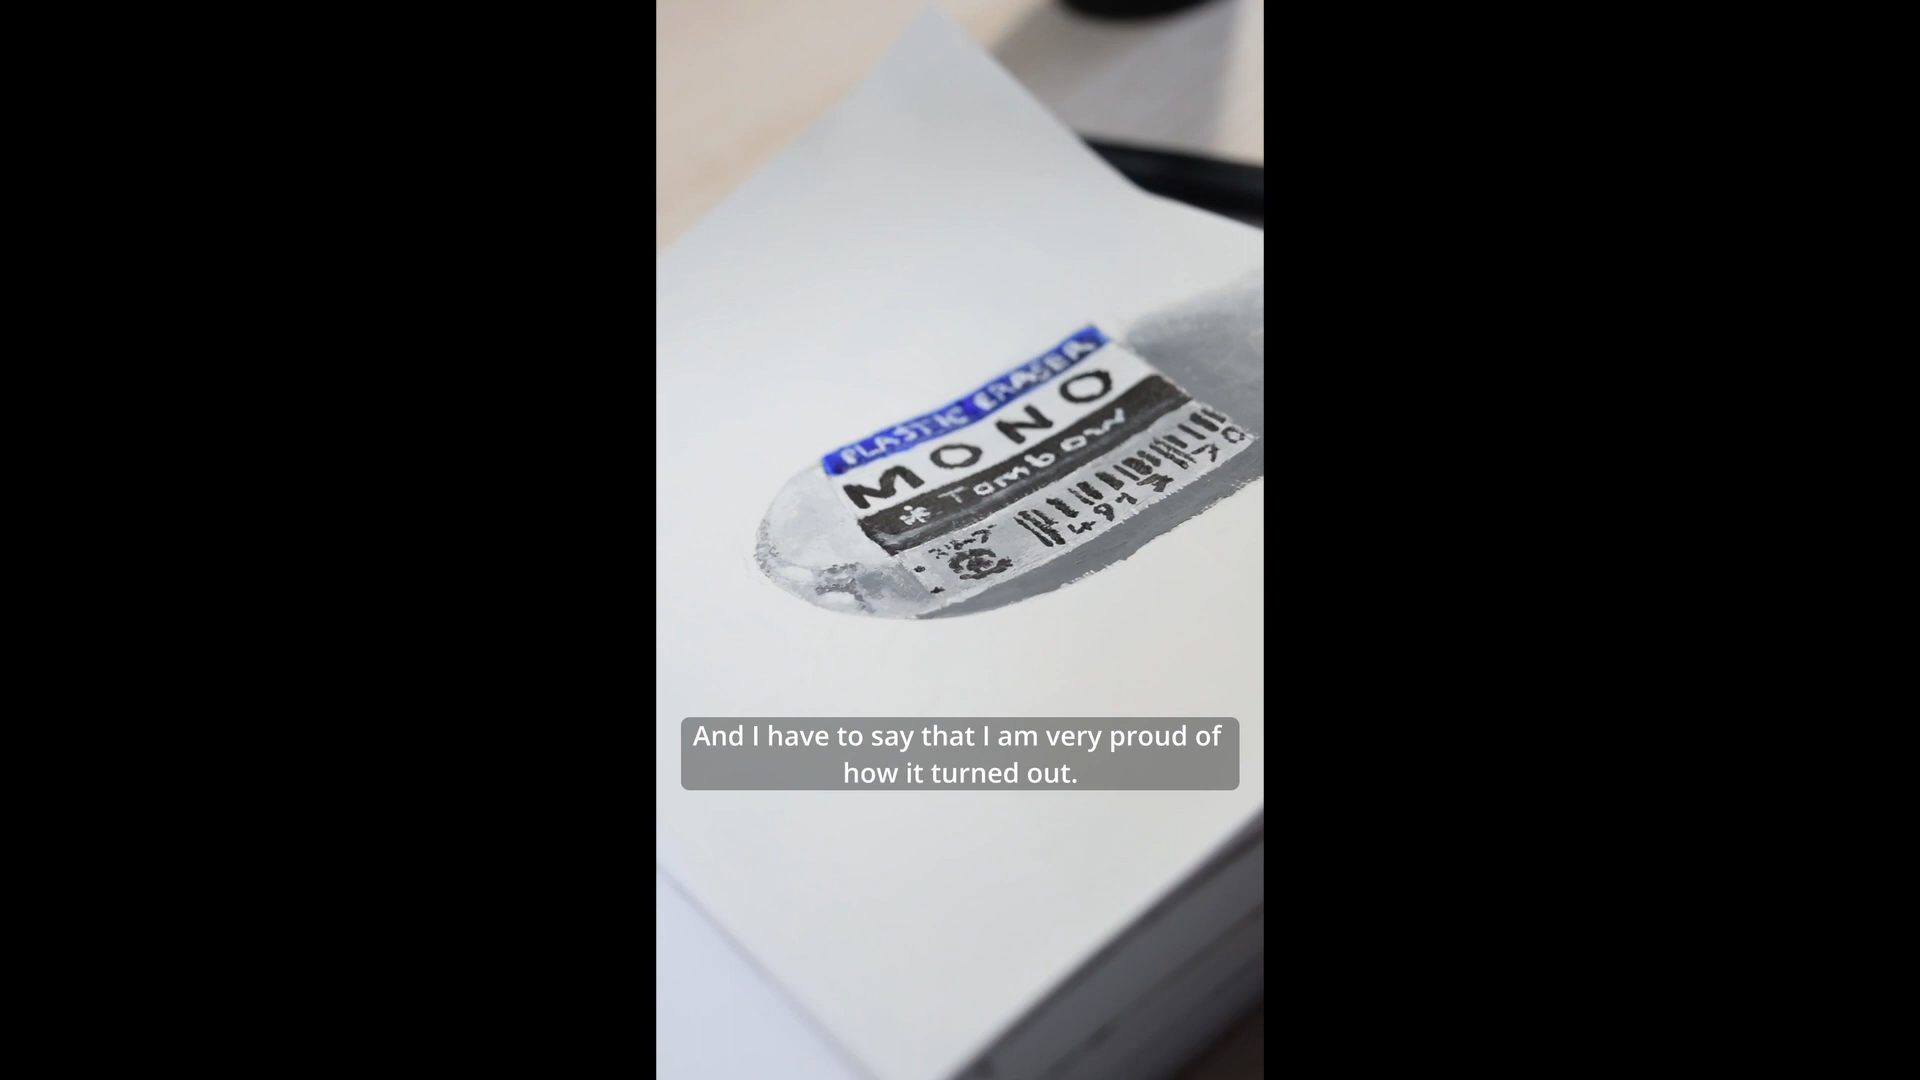 PLASTIC ERASER
MONO
Tombow
And I have to say that I am very proud of
how it turned out.